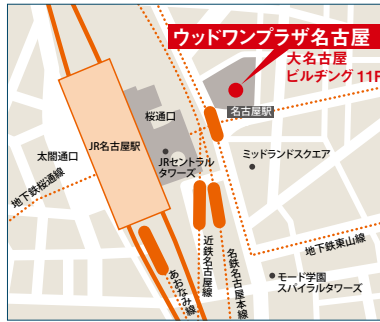 ウッドワンプラザ名古屋
大名古屋
ビルヂング 11F
名古屋駅
桜通口
JR名古屋駅
太閤通口
JRセントラル
タワーズ
ミッドランドスクエア
地下鉄桜通線
地下鉄東山線
近鉄名古屋線
名鉄名古屋本線
あおなみ線
モード学園
スパイラルタワーズ